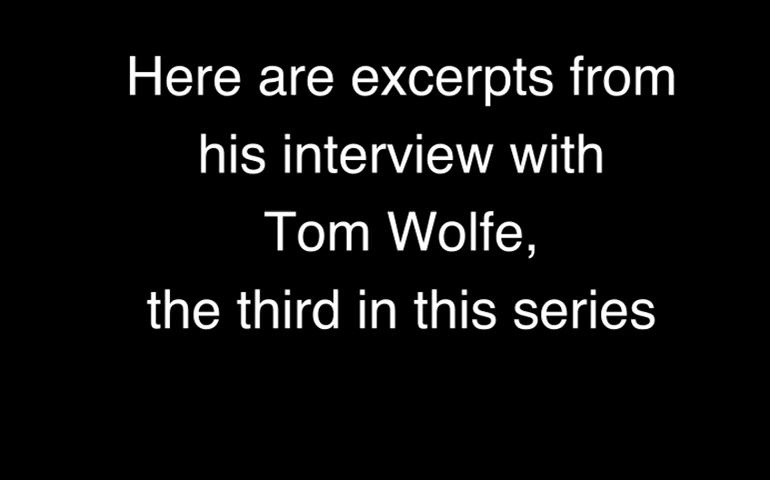 Here are excerpts from
his interview with
Tom Wolfe,
the third in this series